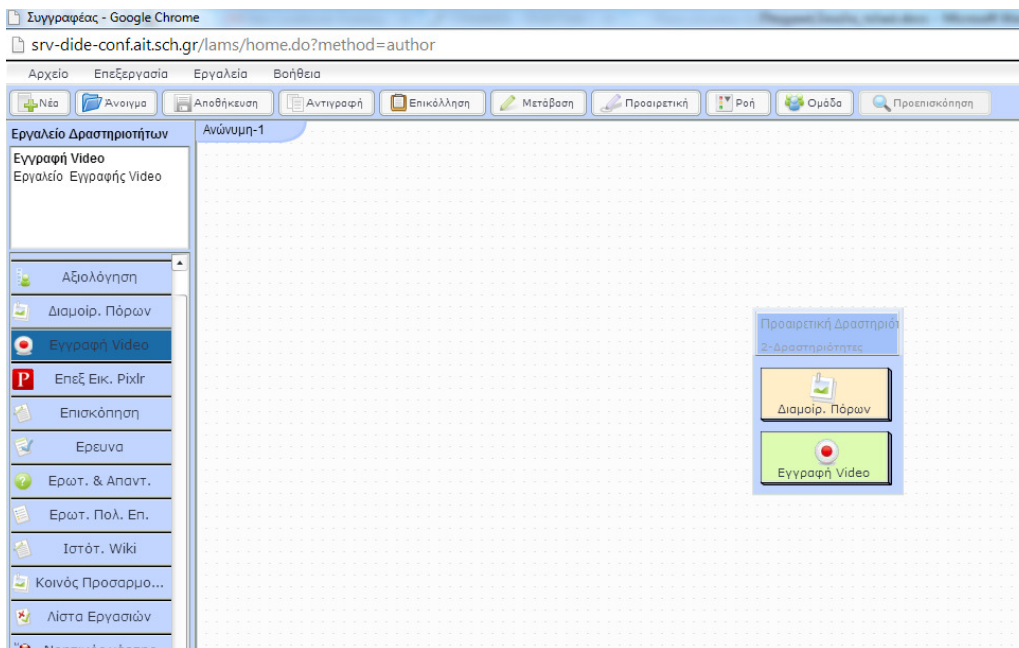 Συγγραφέας - Google Chrome
srv-dide-conf.ait.sch.gr/lams/home.do?method=author
Αρχείο Επεξεργασία Εργαλεία Βοήθεια
Νέα Άνοιγμα Αποθήκευση Αντιγραφή Επικόλληση Μετάβαση Προαιρετική Ροή Ομάδα Προεπισκόπηση
Εργαλείο Δραστηριοτήτων
Ανώνυμη-1
Εγγραφή Video
Εργαλείο Εγγραφής Video
Αξιολόγηση
Διαμοίρ. Πόρων
Εγγραφή Video
Επεξ Εικ. Pixlr
Επισκόπηση
Ερευνα
Ερωτ. & Απαντ.
Ερωτ. Πολ. Επ.
Ιστότ. Wiki
Κοινός Προσαρμο...
Λίστα Εργασιών
Προαιρετική Δραστηριότ
2-Δραστηριότητες
Διαμοίρ. Πόρων
Εγγραφή Video